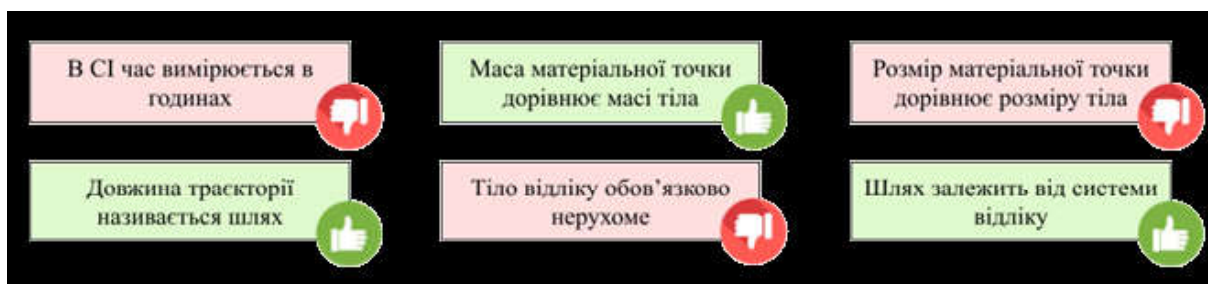 В СІ час вимірюється в
годинах
Маса матеріальної точки
дорівнює масі тіла
Розмір матеріальної точки
дорівнює розміру тіла
Довжина траєкторії
називається шлях
Тіло відліку обов’язково
нерухоме
Шлях залежить від системи
відліку